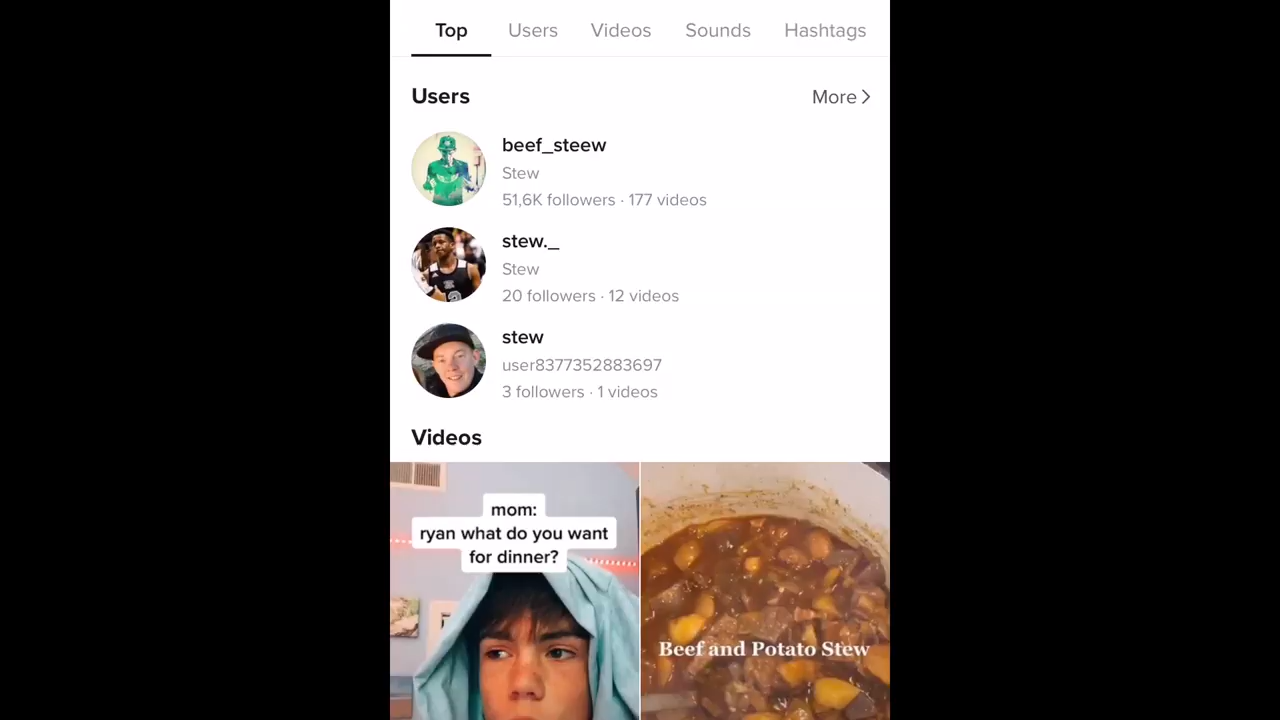 Top Users Videos Sounds Hashtags
Users More
beef_steew
Stew
51,6K followers · 177 videos
stew._
Stew
20 followers · 12 videos
stew
user8377352883697
3 followers · 1 videos
Videos
mom:
ryan what do you want
for dinner?
Beef and Potato Stew